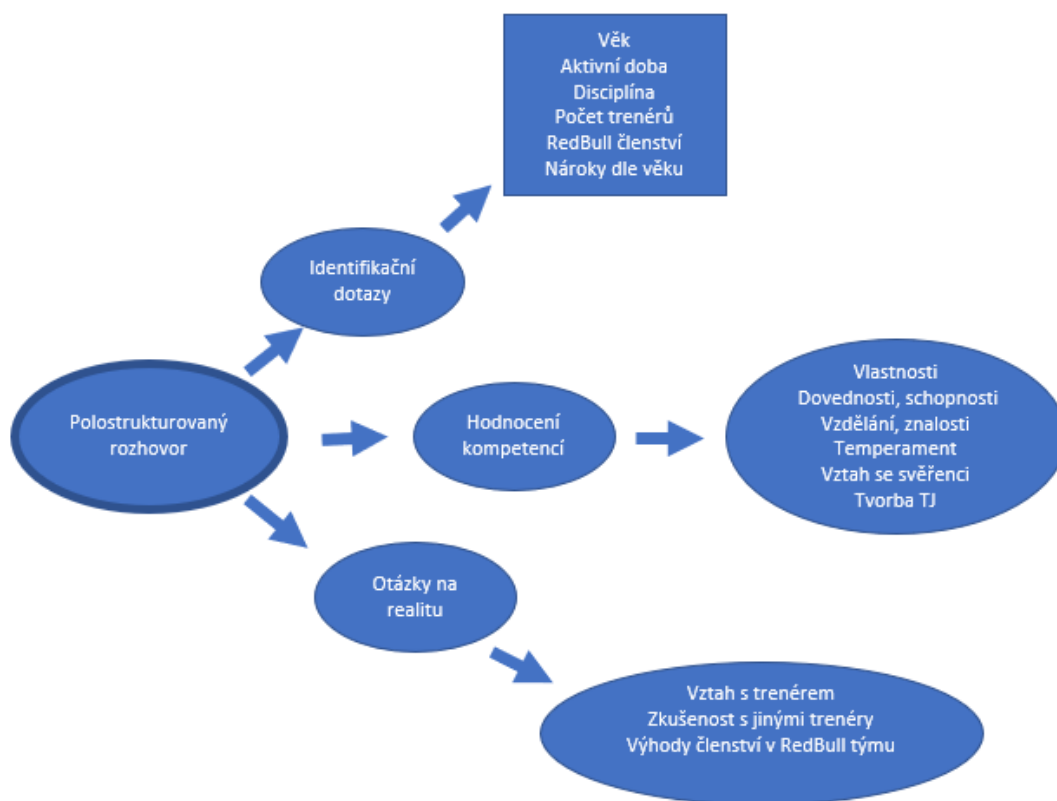 Věk
Aktivní doba
Disciplína
Počet trenérů
RedBull členství
Nároky dle věku
Identifikační
dotazy
Polostrukturovaný
rozhovor
Hodnocení
kompetencí
Vlastnosti
Dovednosti, schopnosti
Vzdělání, znalosti
Temperament
Vztah se svěřenci
Tvorba TJ
Otázky na
realitu
Vztah s trenérem
Zkušenost s jinými trenéry
Výhody členství v RedBull týmu